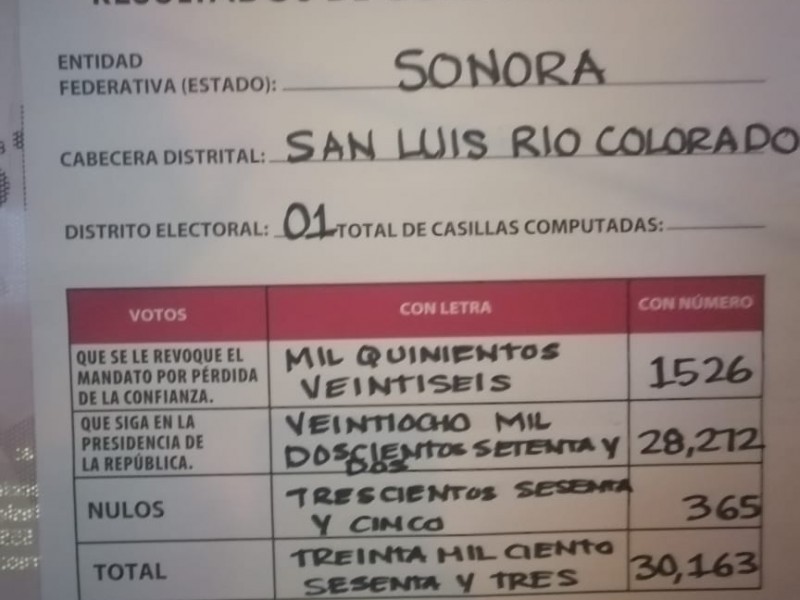 ENTIDAD
FEDERATIVA (ESTADO): SONORA
CABECERA DISTRITAL: SAN LUIS RIO COLORADO
DISTRITO ELECTORAL: 01 TOTAL DE CASILLAS COMPUTADAS:
VOTOS CON LETRA CON NÚMERO
QUE SE LE REVOQUE EL
MANDATO POR PÉRDIDA
DE LA CONFIANZA.
MIL QUINIENTOS
VEINTISEIS
1526
QUE SIGA EN LA
PRESIDENCIA DE
LA REPÚBLICA.
VEINTIOCHO MIL
DOSCIENTOS SETENTA Y
DOS
28,272
NULOS
TRESCIENTOS SESENTA
Y CINCO
365
TOTAL
TREINTA MIL CIENTO
SESENTA Y TRES
30,163